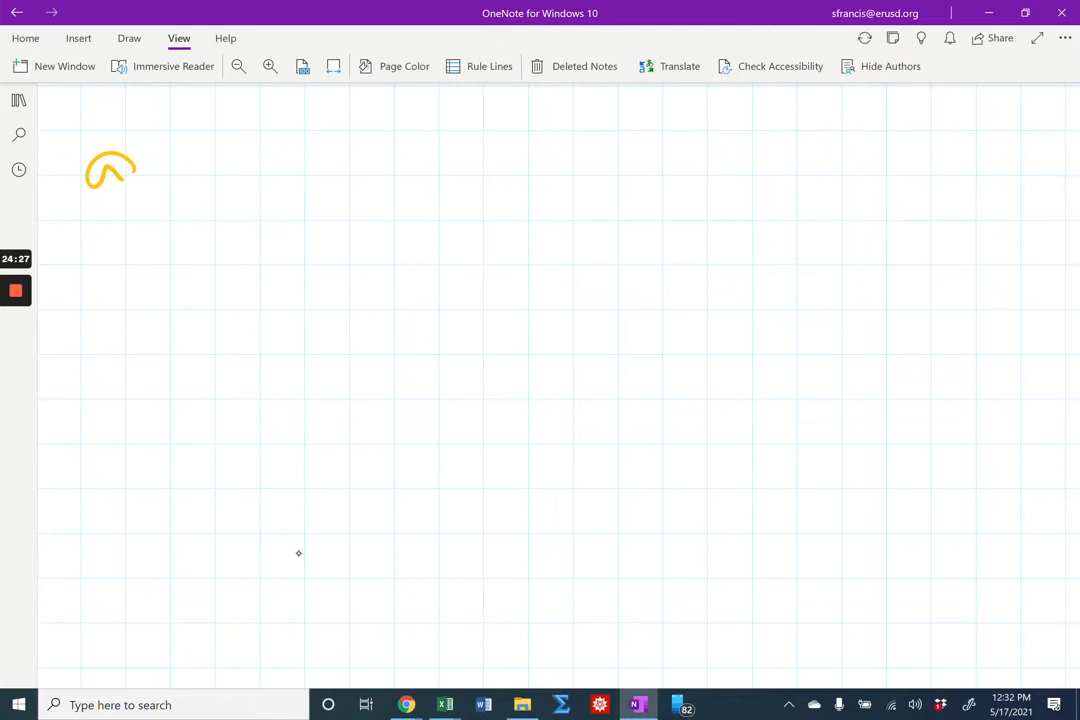 OneNote for Windows 10
sfrancis@erusd.org
Home Insert Draw View Help
Share
New Window Immersive Reader 100 Page Color Rule Lines Deleted Notes Translate Check Accessibility Hide Authors
24:27
Type here to search
82
12:32 PM
5/17/2021